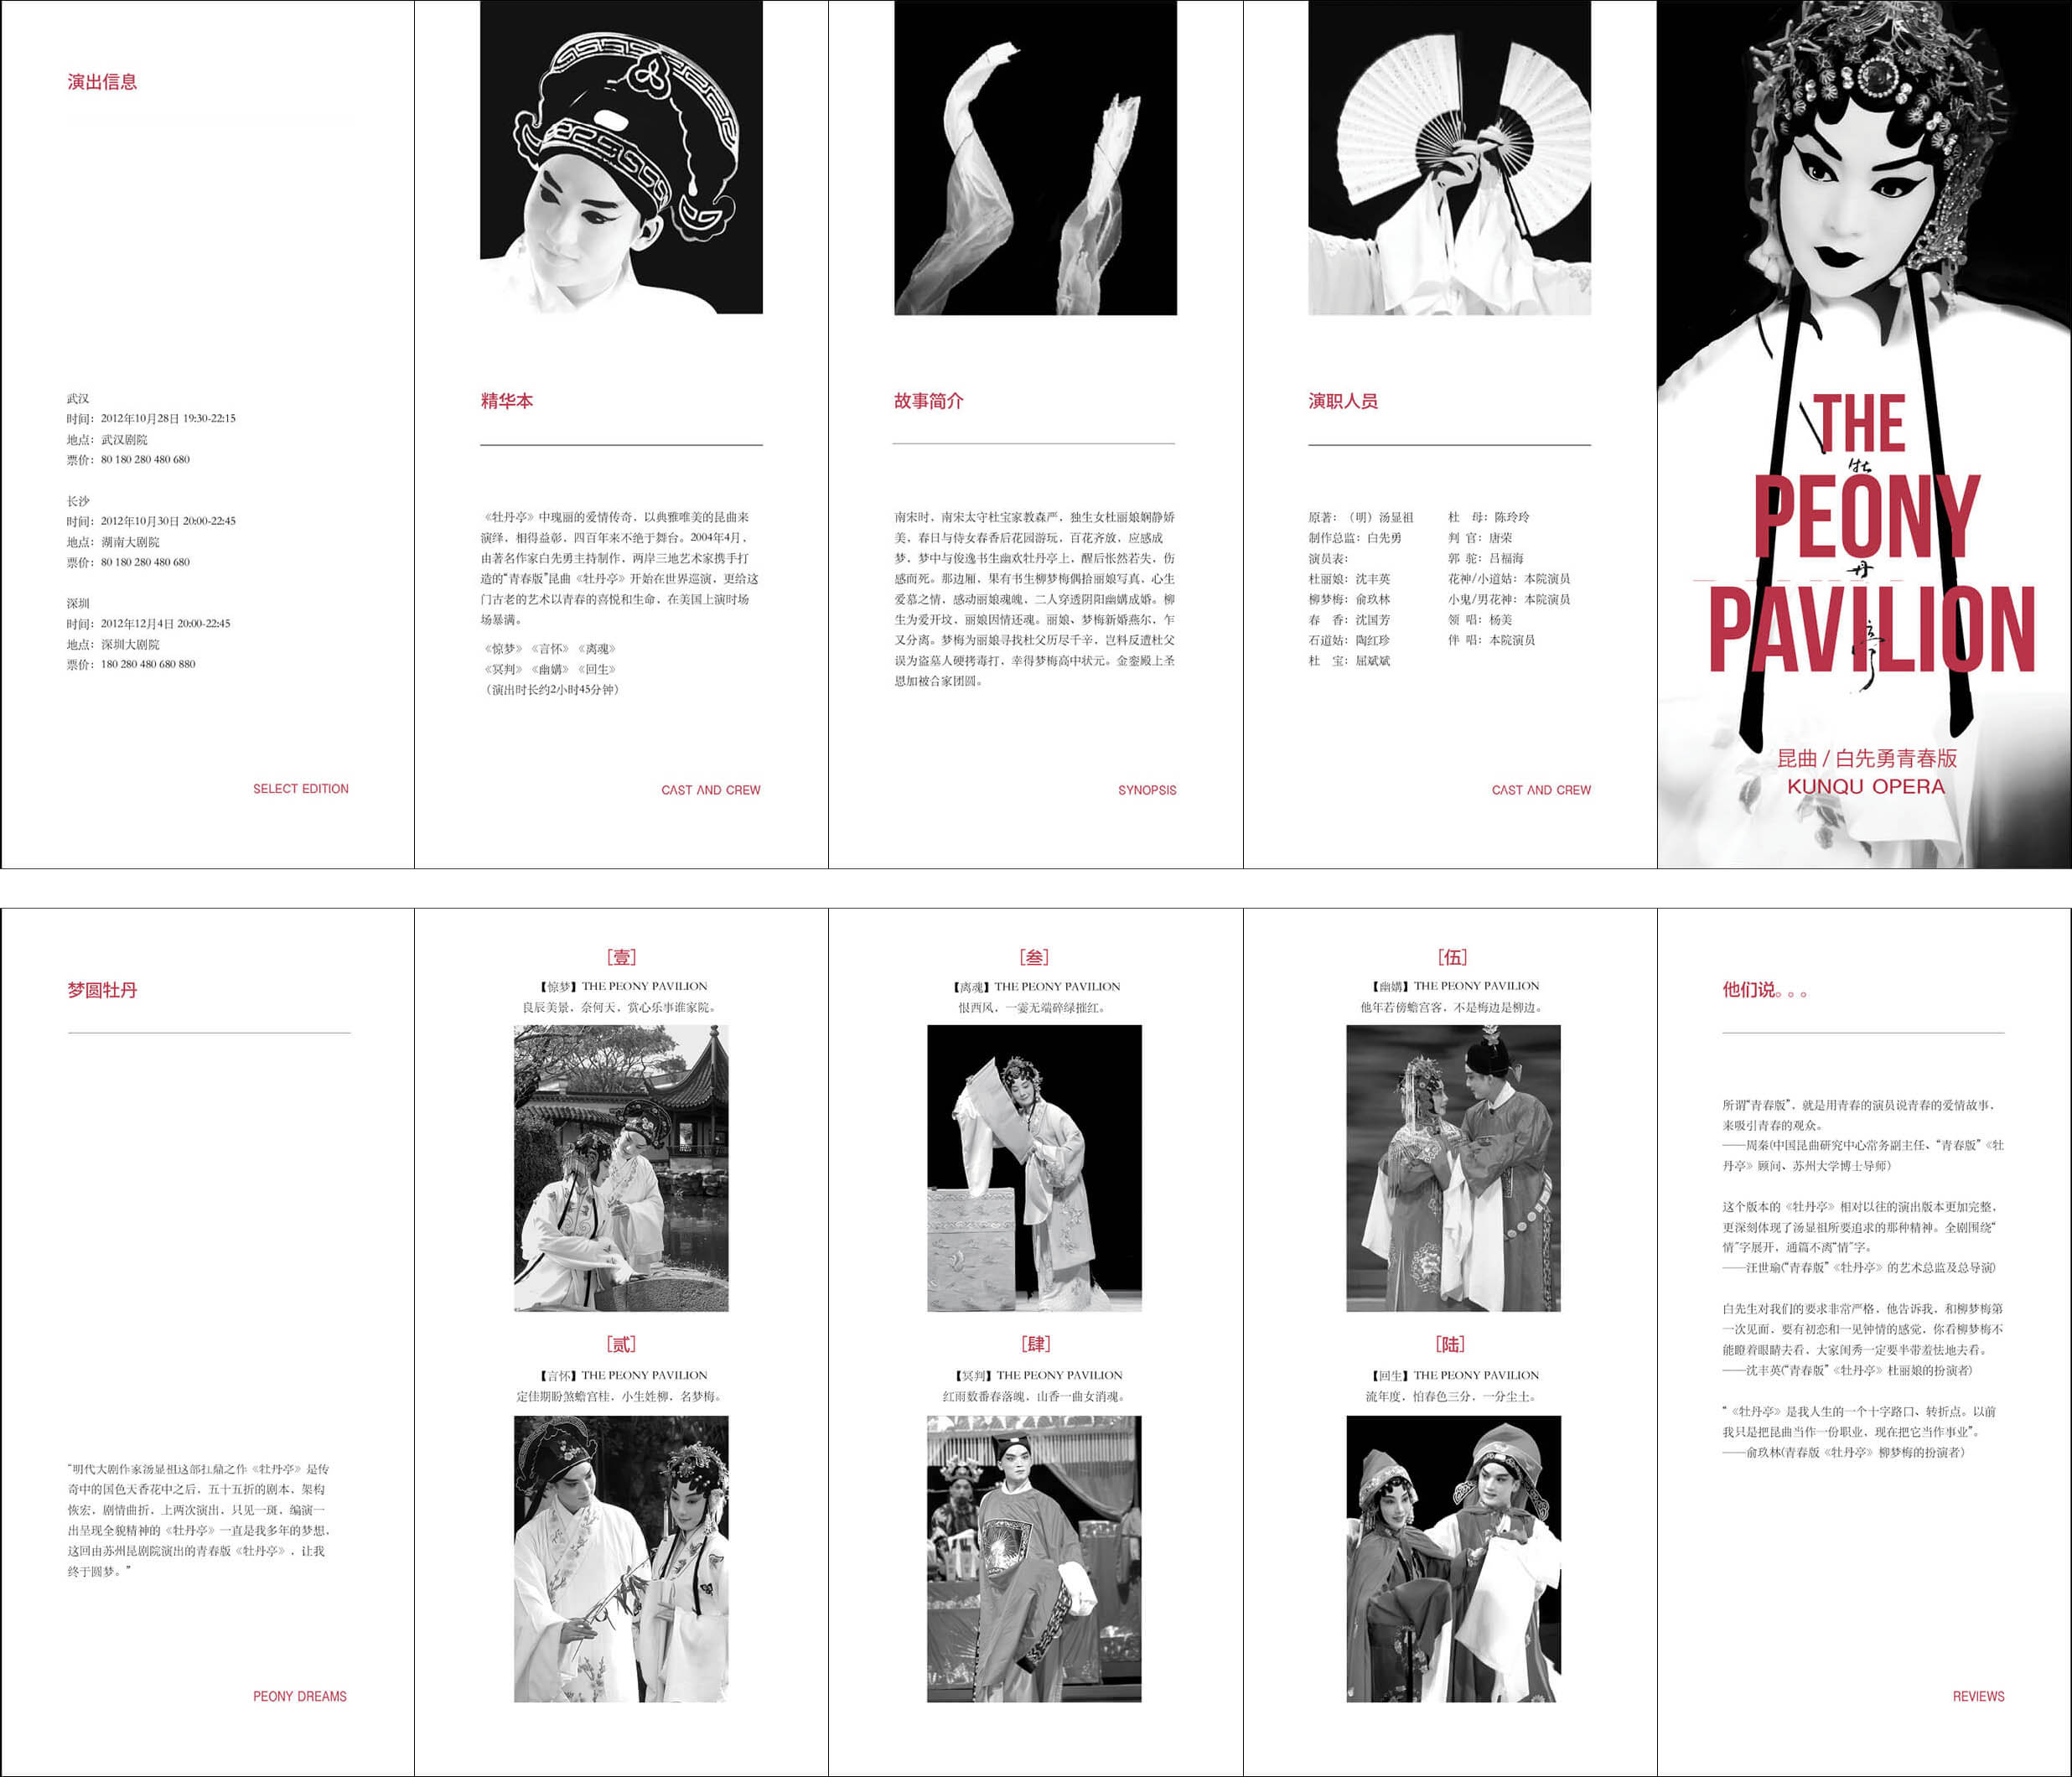 演出信息
武汉
时间：2012年10月28日 19:30-22:15
地点：武汉剧院
票价：80 180 280 480 680
长沙
时间：2012年10月30日 20:00-22:45
地点：湖南大剧院
票价：80 180 280 480 680
深圳
时间：2012年12月4日 20:00-22:45
地点：深圳大剧院
票价：180 280 480 680 880
SELECT EDITION
精华本
《牡丹亭》中瑰丽的爱情传奇，以典雅唯美的昆曲来
演绎，相得益彰，四百年来不绝于舞台。2004年4月，
由著名作家白先勇主持制作，两岸三地艺术家携手打
造的“青春版”昆曲《牡丹亭》开始在世界巡演，更给这
门古老的艺术以青春的喜悦和生命，在美国上演时场
场暴满。
《惊梦》《言怀》《离魂》
《冥判》《幽媾》《回生》
（演出时长约2小时45分钟）
CAST AND CREW
故事简介
南宋时，南宋太守杜宝家教森严，独生女杜丽娘娴静娇
美，春日与侍女春香后花园游玩，百花齐放，应感成
梦，梦中与俊逸书生幽欢牡丹亭上，醒后怅然若失，伤
感而死。那边厢，果有书生柳梦梅偶拾丽娘写真，心生
爱慕之情，感动丽娘魂魄，二人穿透阴阳幽媾成婚。柳
生为爱开坟，丽娘因情还魂。丽娘、梦梅新婚燕尔，乍
又分离。梦梅为丽娘寻找杜父历尽千辛，岂料反遭杜父
误为盗墓人硬拷毒打，幸得梦梅高中状元。金銮殿上圣
恩加被合家团圆。
SYNOPSIS
演职人员
原著：（明）汤显祖
制作总监：白先勇
演员表：
杜丽娘：沈丰英
柳梦梅：俞玖林
春　香：沈国芳
石道姑：陶红珍
杜　宝：屈斌斌
杜　母：陈玲玲
判 官：唐荣
郭 驼：吕福海
花神/小道姑：本院演员
小鬼/男花神：本院演员
领 唱：杨美
伴 唱：本院演员
CAST AND CREW
THE
牡
PEONY
丹
PAVILION
亭
昆曲 / 白先勇青春版
KUNQU OPERA
梦圆牡丹
“明代大剧作家汤显祖这部扛鼎之作《牡丹亭》是传
奇中的国色天香花中之后，五十五折的剧本，架构
恢宏，剧情曲折，上两次演出，只见一斑，编演一
出呈现全貌精神的《牡丹亭》一直是我多年的梦想，
这回由苏州昆剧院演出的青春版《牡丹亭》，让我
终于圆梦。”
PEONY DREAMS
［壹］
【惊梦】THE PEONY PAVILION
良辰美景，奈何天，赏心乐事谁家院。
［贰］
【言怀】THE PEONY PAVILION
定佳期盼煞蟾宫桂，小生姓柳，名梦梅。
［叁］
【离魂】THE PEONY PAVILION
恨西风，一霎无端碎绿摧红。
［肆］
【冥判】THE PEONY PAVILION
红雨数番春落魄，山香一曲女消魂。
［伍］
【幽媾】THE PEONY PAVILION
他年若傍蟾宫客，不是梅边是柳边。
［陆］
【回生】THE PEONY PAVILION
流年度，怕春色三分，一分尘土。
他们说。。。
所谓“青春版”，就是用青春的演员说青春的爱情故事，
来吸引青春的观众。
——周秦(中国昆曲研究中心常务副主任、“青春版”《牡
丹亭》顾问、苏州大学博士导师）
这个版本的《牡丹亭》相对以往的演出版本更加完整，
更深刻体现了汤显祖所要追求的那种精神。全剧围绕“
情”字展开，通篇不离“情”字。
——汪世瑜(“青春版”《牡丹亭》的艺术总监及总导演)
白先生对我们的要求非常严格，他告诉我，和柳梦梅第
一次见面，要有初恋和一见钟情的感觉，你看柳梦梅不
能瞪着眼睛去看，大家闺秀一定要半带羞怯地去看。
——沈丰英(“青春版”《牡丹亭》杜丽娘的扮演者)
“《牡丹亭》是我人生的一个十字路口、转折点。以前
我只是把昆曲当作一份职业，现在把它当作事业”。
——俞玖林(青春版《牡丹亭》柳梦梅的扮演者）
REVIEWS